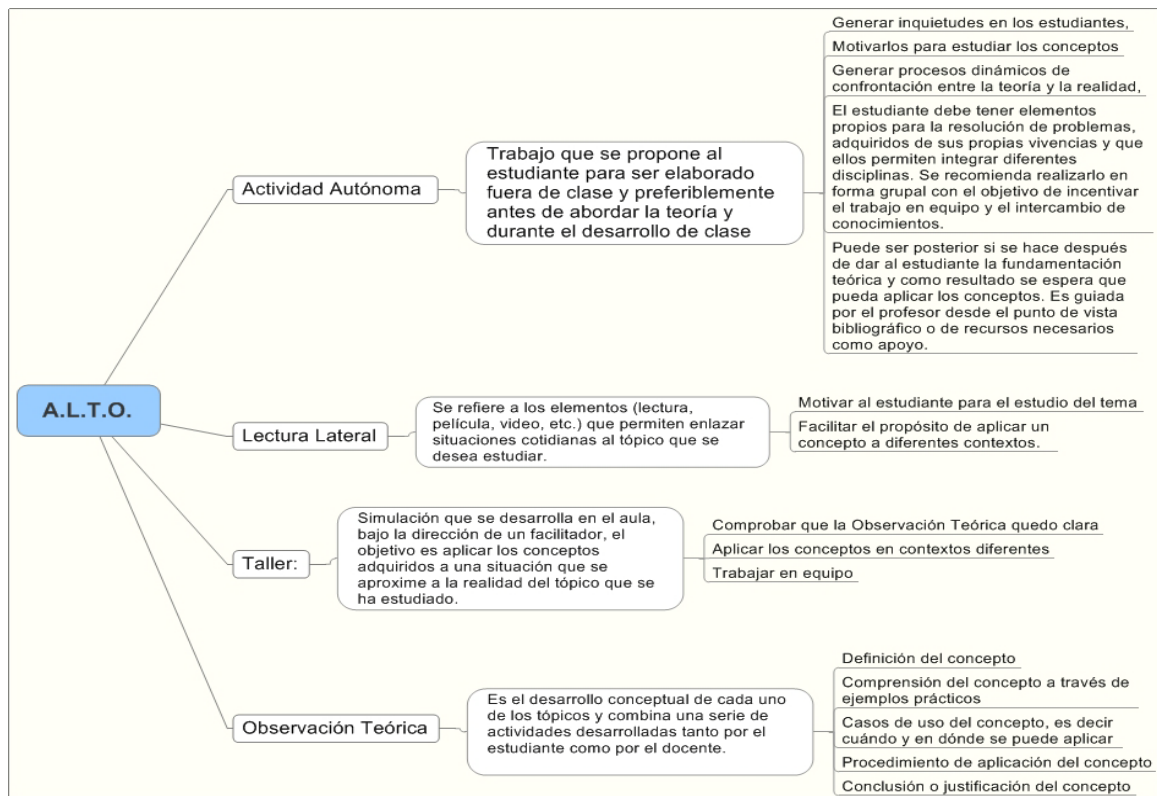 A.L.T.O.
Actividad Autónoma
Trabajo que se propone al
estudiante para ser elaborado
fuera de clase y preferiblemente
antes de abordar la teoría y
durante el desarrollo de clase
Generar inquietudes en los estudiantes,
Motivarlos para estudiar los conceptos
Generar procesos dinámicos de
confrontación entre la teoría y la realidad,
El estudiante debe tener elementos
propios para la resolución de problemas,
adquiridos de sus propias vivencias y que
ellos permiten integrar diferentes
disciplinas. Se recomienda realizarlo en
forma grupal con el objetivo de incentivar
el trabajo en equipo y el intercambio de
conocimientos.
Puede ser posterior si se hace después
de dar al estudiante la fundamentación
teórica y como resultado se espera que
pueda aplicar los conceptos. Es guiada
por el profesor desde el punto de vista
bibliográfico o de recursos necesarios
como apoyo.
Lectura Lateral
Se refiere a los elementos (lectura,
película, video, etc.) que permiten enlazar
situaciones cotidianas al tópico que se
desea estudiar.
Motivar al estudiante para el estudio del tema
Facilitar el propósito de aplicar un
concepto a diferentes contextos.
Taller:
Simulación que se desarrolla en el aula,
bajo la dirección de un facilitador, el
objetivo es aplicar los conceptos
adquiridos a una situación que se
aproxime a la realidad del tópico que se
ha estudiado.
Comprobar que la Observación Teórica quedo clara
Aplicar los conceptos en contextos diferentes
Trabajar en equipo
Observación Teórica
Es el desarrollo conceptual de cada uno
de los tópicos y combina una serie de
actividades desarrolladas tanto por el
estudiante como por el docente.
Definición del concepto
Comprensión del concepto a través de
ejemplos prácticos
Casos de uso del concepto, es decir
cuándo y en dónde se puede aplicar
Procedimiento de aplicación del concepto
Conclusión o justificación del concepto